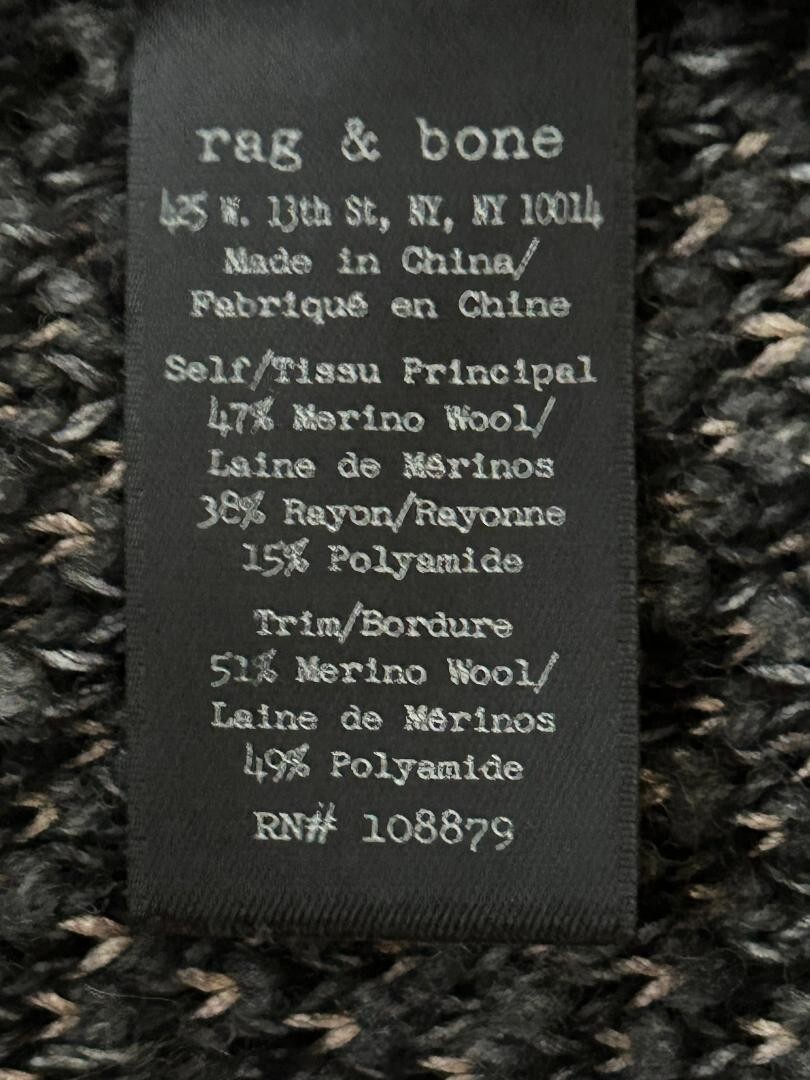 rag & bone
425 W. 13th St, NY, NY 10014
Made in China/
Fabriqué en Chine
Self/Tissu Principal
47% Merino Wool/
Laine de Mérinos
38% Rayon/Rayonne
15% Polyamide
Trim/Bordure
51% Merino Wool/
Laine de Mérinos
49% Polyamide
RN# 108879